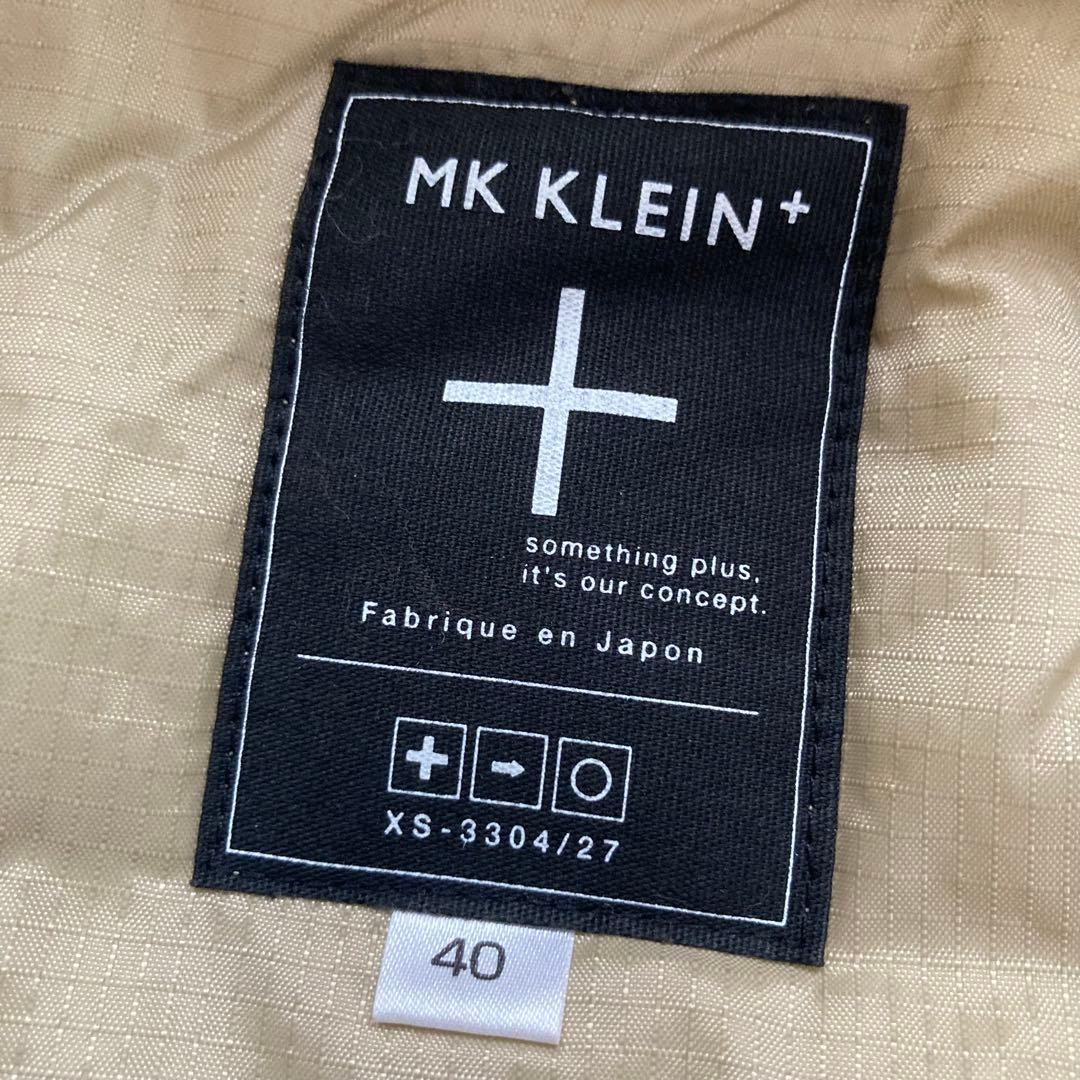 MK KLEIN+
something plus,
it's our concept.
Fabrique en Japon
XS-3304/27
40